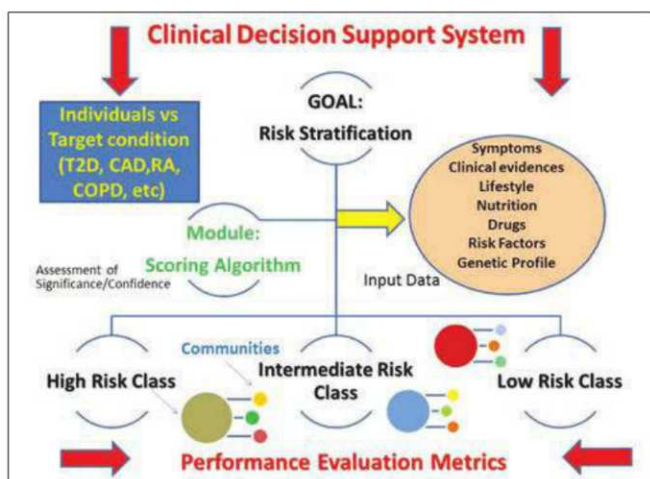 Clinical Decision Support System
Individuals vs
Target condition
(T2D, CAD,RA,
COPD, etc)
GOAL:
Risk Stratification
Symptoms
Clinical evidences
Lifestyle
Nutrition
Drugs
Risk Factors
Genetic Profile
Module:
Scoring Algorithm
Assessment of
Significance/Confidence
Input Data
Communities
High Risk Class
Intermediate Risk
Class
Low Risk Class
Performance Evaluation Metrics